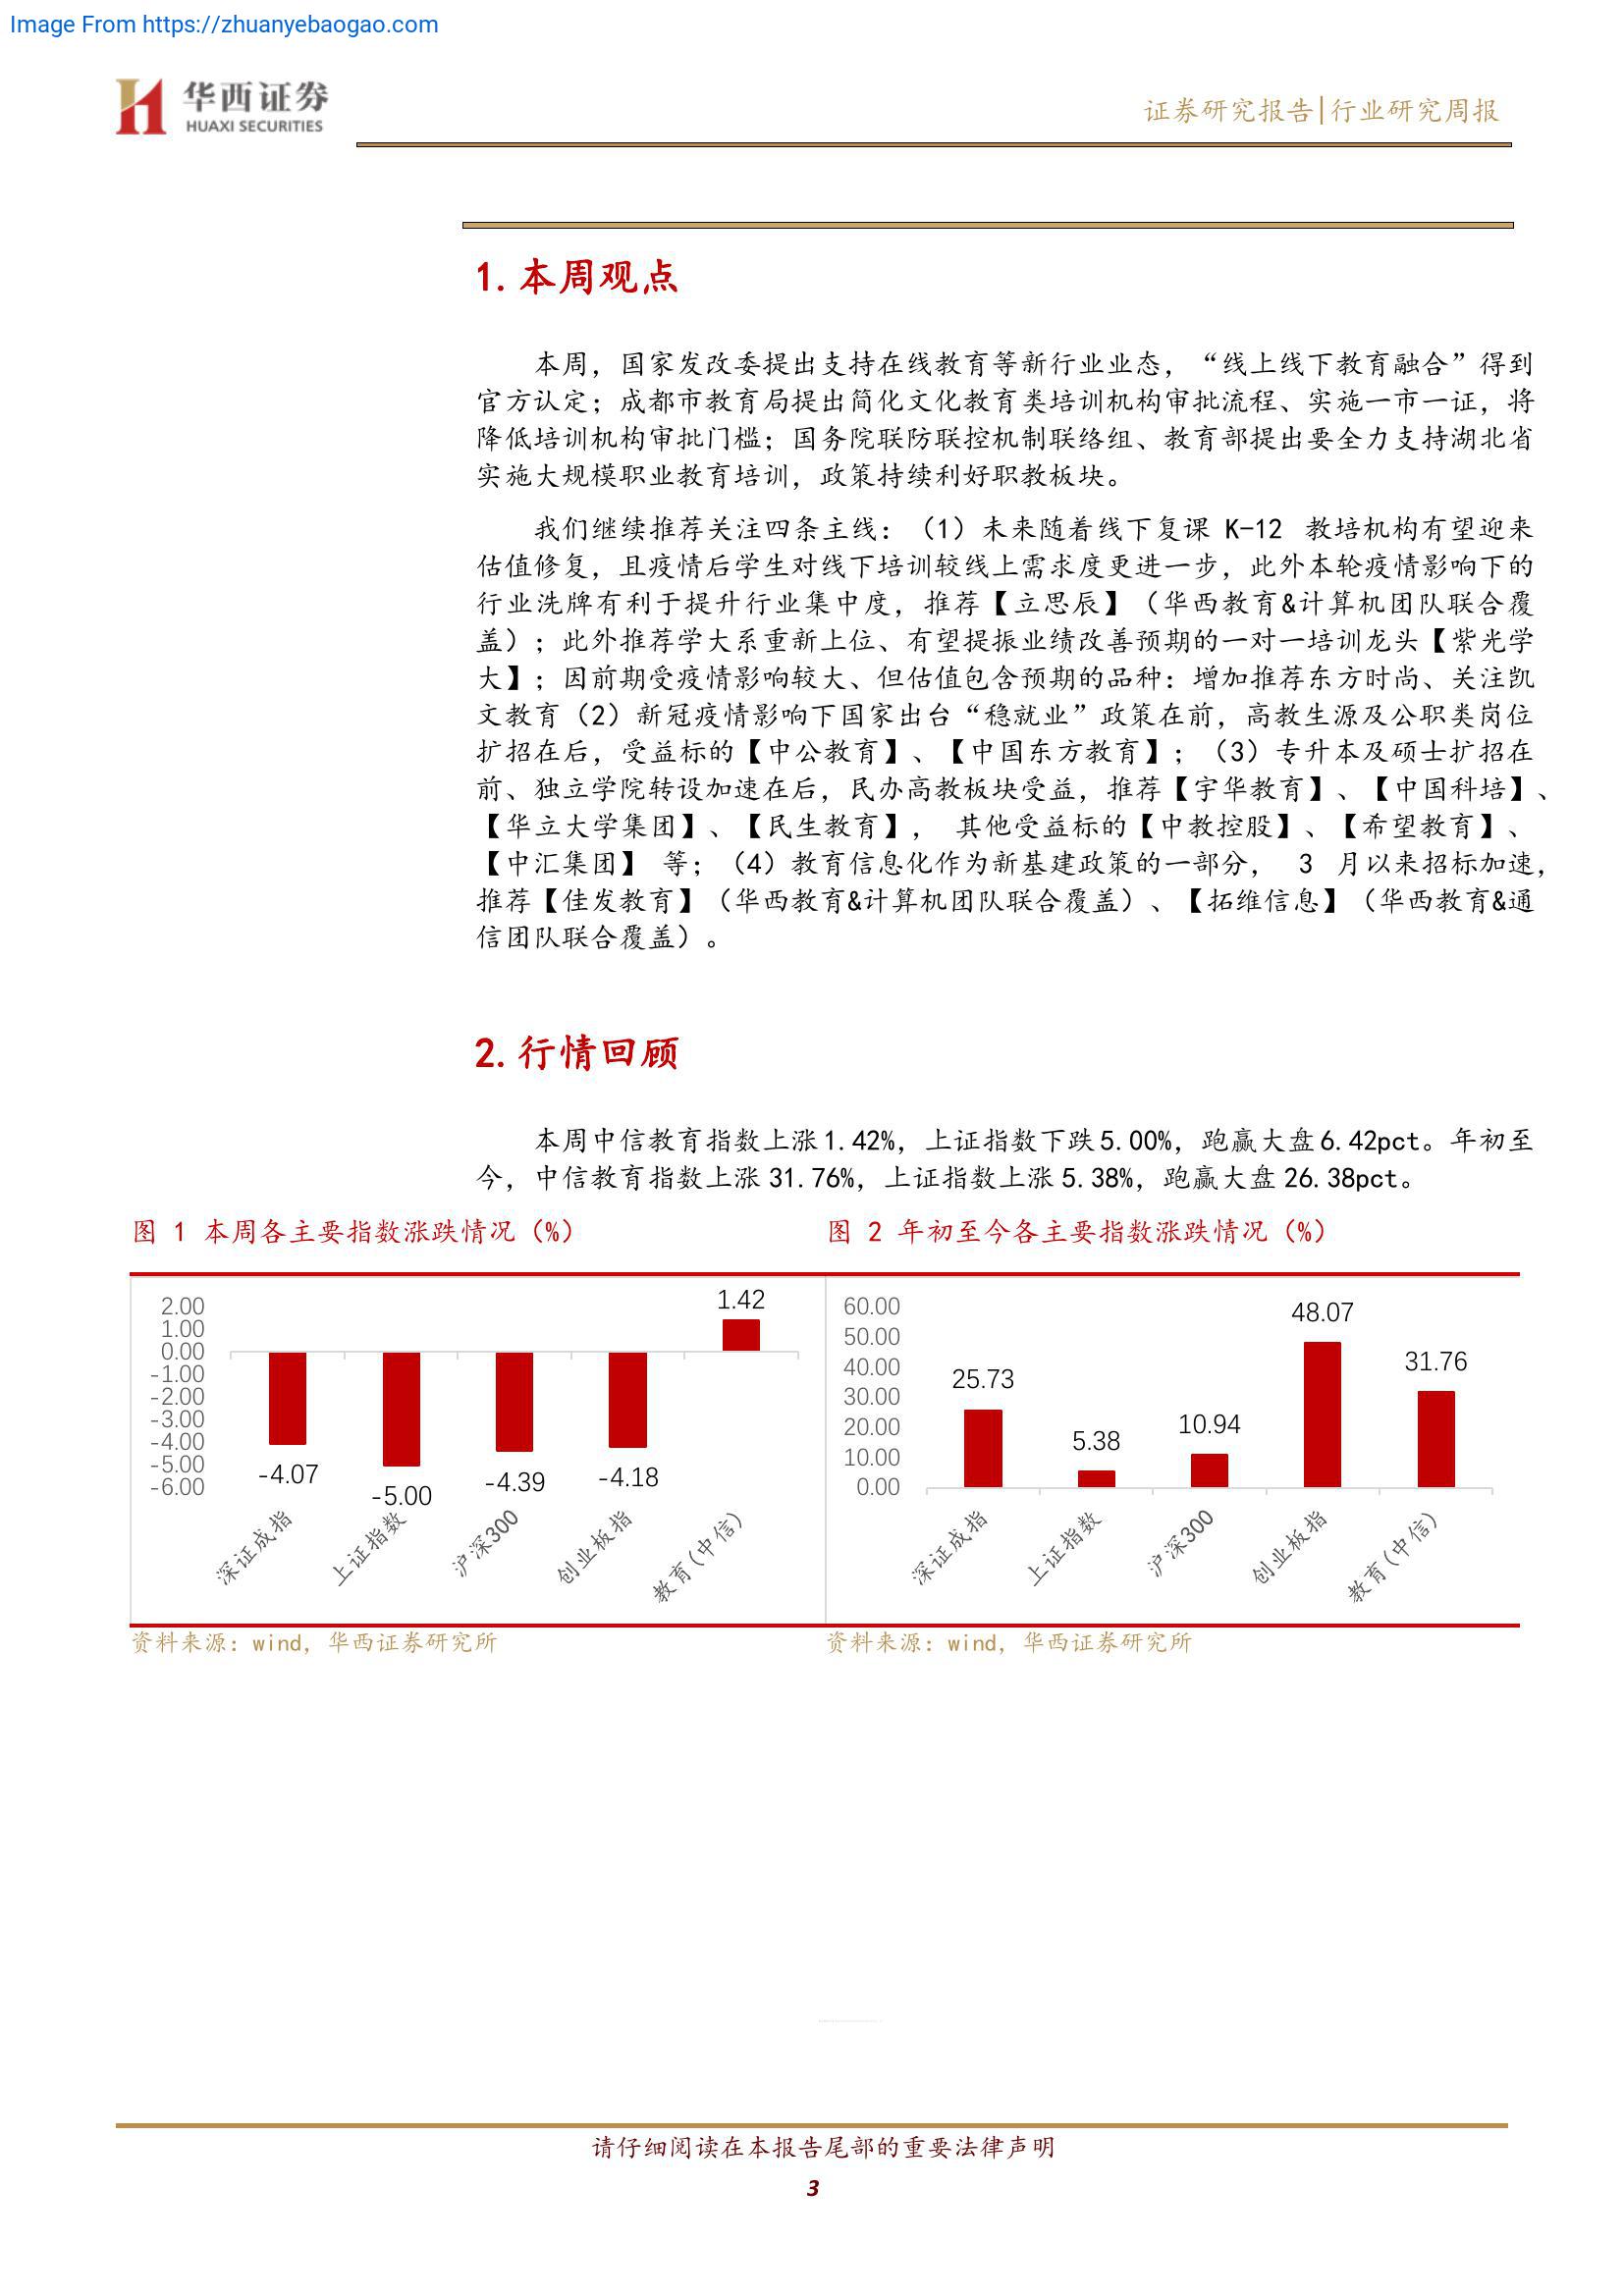 Image From https://zhuanyebaogao.com
华西证券
HUAXI SECURITIES
证券研究报告|行业研究周报
1.本周观点
本周，国家发改委提出支持在线教育等新行业业态，“线上线下教育融合”得到
官方认定；成都市教育局提出简化文化教育类培训机构审批流程、实施一市一证，将
降低培训机构审批门槛；国务院联防联控机制联络组、教育部提出要全力支持湖北省
实施大规模职业教育培训，政策持续利好职教板块。
我们继续推荐关注四条主线：（1）未来随着线下复课 K-12 教培机构有望迎来
估值修复，且疫情后学生对线下培训较线上需求度更进一步，此外本轮疫情影响下的
行业洗牌有利于提升行业集中度，推荐【立思辰】（华西教育&计算机团队联合覆
盖）；此外推荐学大系重新上位、有望提振业绩改善预期的一对一培训龙头【紫光学
大】；因前期受疫情影响较大、但估值包含预期的品种：增加推荐东方时尚、关注凯
文教育（2）新冠疫情影响下国家出台“稳就业”政策在前，高教生源及公职类岗位
扩招在后，受益标的【中公教育】、【中国东方教育】；（3）专升本及硕士扩招在
前、独立学院转设加速在后，民办高教板块受益，推荐【宇华教育】、【中国科培】、
【华立大学集团】、【民生教育】， 其他受益标的【中教控股】、【希望教育】、
【中汇集团】 等；（4）教育信息化作为新基建政策的一部分， 3 月以来招标加速，
推荐【佳发教育】（华西教育&计算机团队联合覆盖）、【拓维信息】（华西教育&通
信团队联合覆盖）。
2.行情回顾
本周中信教育指数上涨1.42%，上证指数下跌5.00%，跑赢大盘6.42pct。年初至
今，中信教育指数上涨 31.76%，上证指数上涨 5.38%，跑赢大盘 26.38pct。
图 1 本周各主要指数涨跌情况（%）
2.00
1.00
0.00
-1.00
-2.00
-3.00
-4.00
-5.00
-6.00
-4.07
-5.00
-4.39
-4.18
1.42
深证成指
上证指数
沪深300
创业板指
教育(中信)
资料来源：wind，华西证券研究所
图 2 年初至今各主要指数涨跌情况（%）
60.00
50.00
40.00
30.00
20.00
10.00
0.00
25.73
5.38
10.94
48.07
31.76
深证成指
上证指数
沪深300
创业板指
教育(中信)
资料来源：wind，华西证券研究所
请仔细阅读在本报告尾部的重要法律声明
3